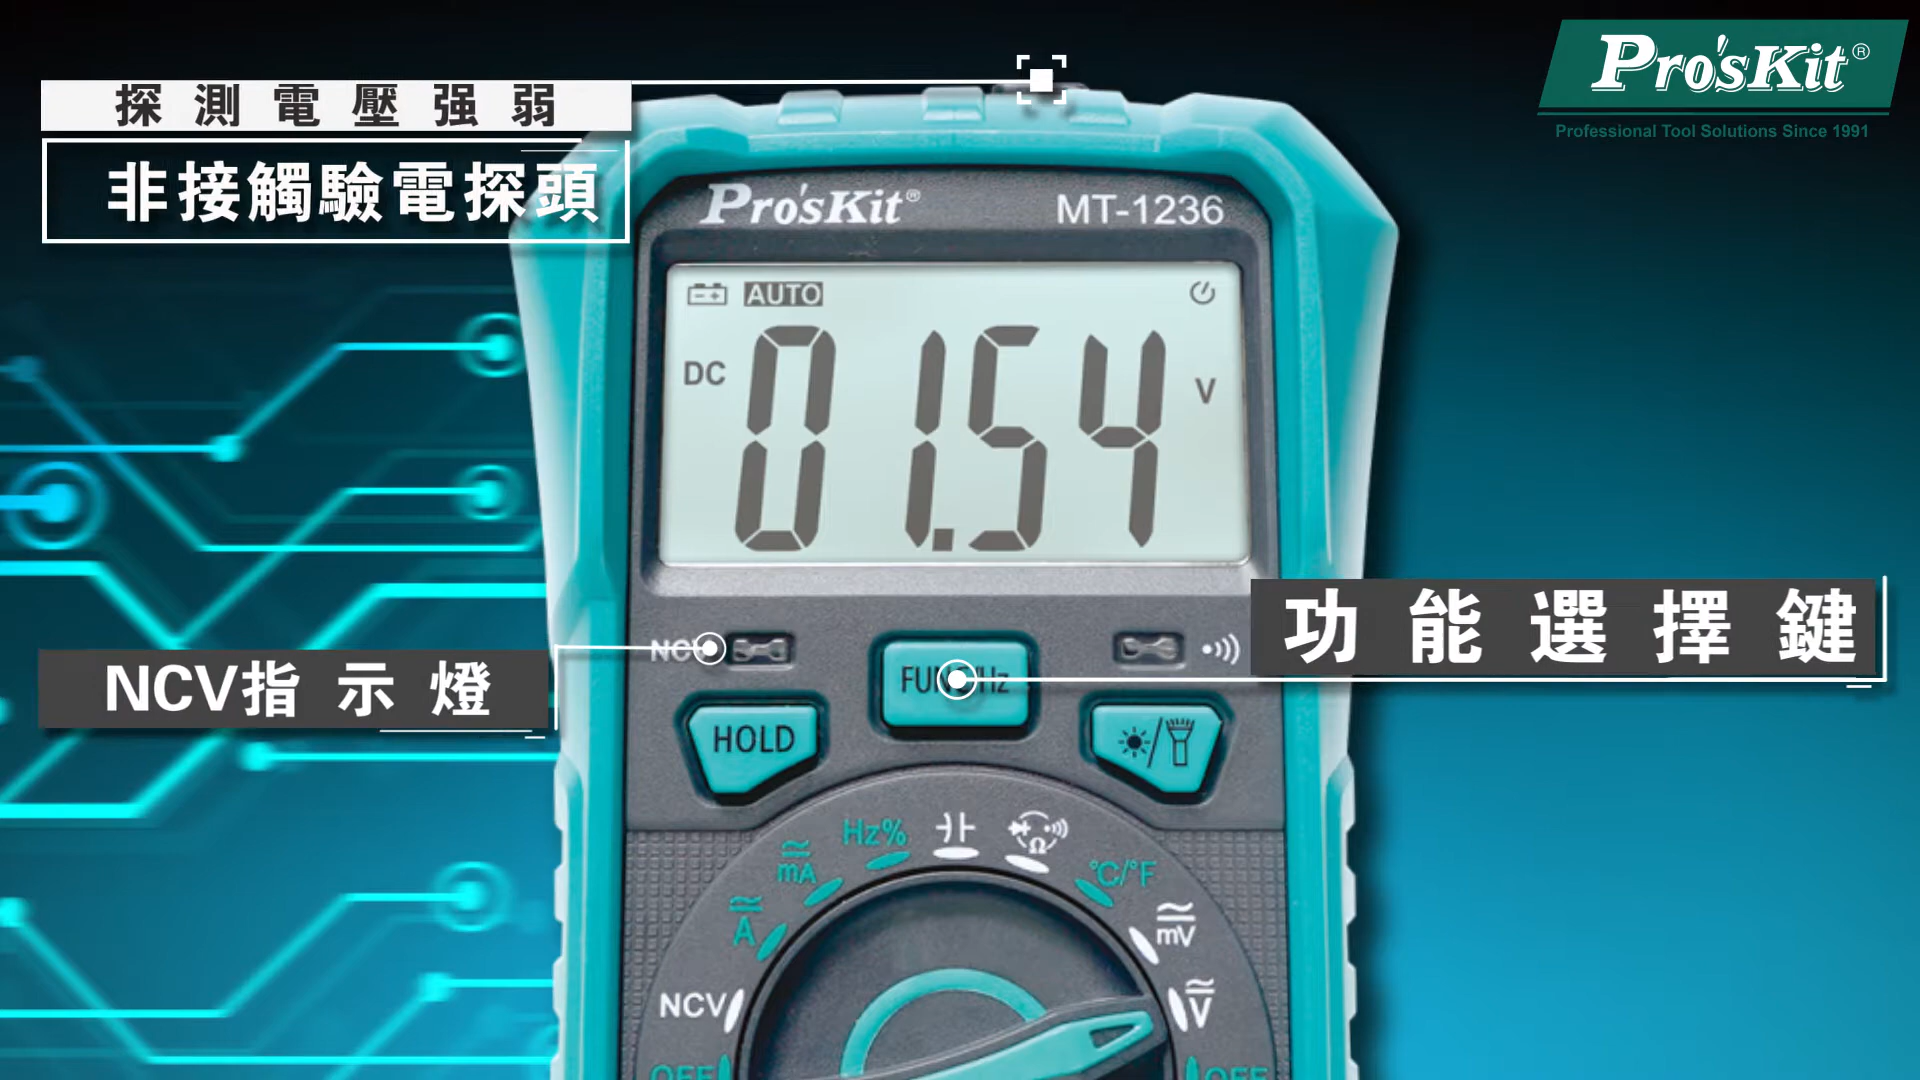 Pro'sKit®
Professional Tool Solutions Since 1991
探測電壓强弱
非接觸驗電探頭
Pro'sKit®
MT-1236
AUTO
DC
01.54
V
功能選擇鍵
NCV指示燈
HOLD
Hz%
Ω
mA
°C/°F
A
mV
NCV
V
OFF
OFF